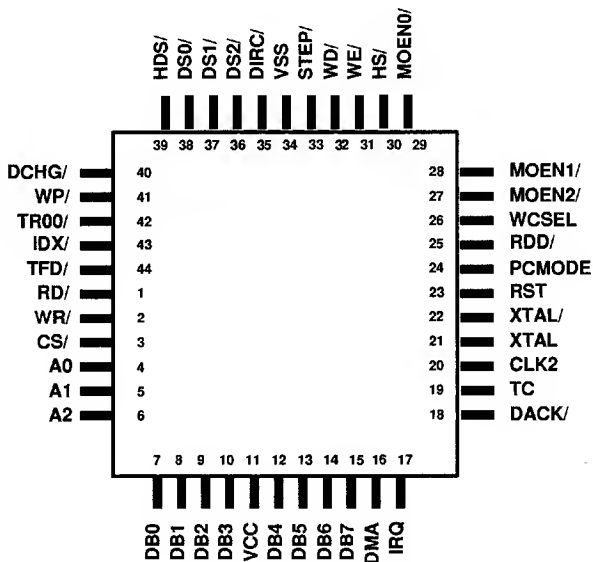 HDS/ DS0/ DS1/ DS2/ DIRC/ VSS STEP/ WD/ WE/ HS/ MOEN0/
39 38 37 36 35 34 33 32 31 30 29
DCHG/ 40 28 MOEN1/
WP/ 41 27 MOEN2/
TR00/ 42 26 WCSEL
IDX/ 43 25 RDD/
TFD/ 44 24 PCMODE
RD/ 1 23 RST
WR/ 2 22 XTAL/
CS/ 3 21 XTAL
A0 4 20 CLK2
A1 5 19 TC
A2 6 18 DACK/
7 8 9 10 11 12 13 14 15 16 17
DB0 DB1 DB2 DB3 VCC DB4 DB5 DB6 DB7 DMA IRQ